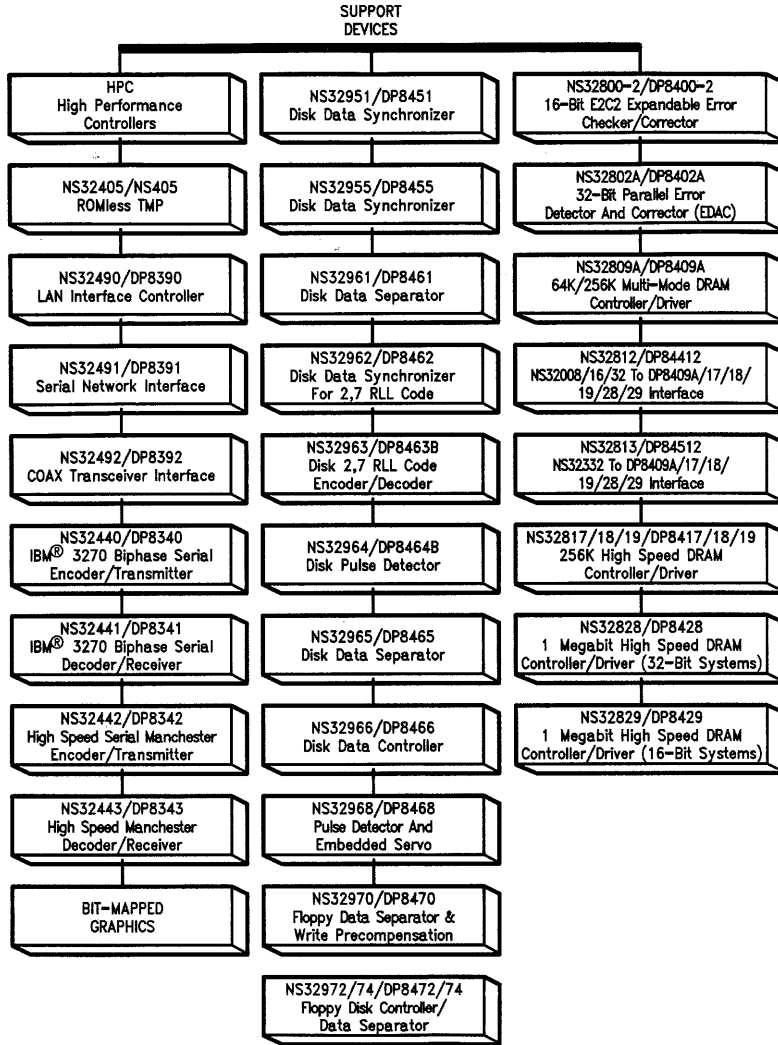 SUPPORT
DEVICES
HPC
High Performance
Controllers
NS32405/NS405
ROMless TMP
NS32490/DP8390
LAN Interface Controller
NS32491/DP8391
Serial Network Interface
NS32492/DP8392
COAX Transceiver Interface
NS32440/DP8340
IBM® 3270 Biphase Serial
Encoder/Transmitter
NS32441/DP8341
IBM® 3270 Biphase Serial
Decoder/Receiver
NS32442/DP8342
High Speed Serial Manchester
Encoder/Transmitter
NS32443/DP8343
High Speed Manchester
Decoder/Receiver
BIT-MAPPED
GRAPHICS
NS32951/DP8451
Disk Data Synchronizer
NS32955/DP8455
Disk Data Synchronizer
NS32961/DP8461
Disk Data Separator
NS32962/DP8462
Disk Data Synchronizer
For 2,7 RLL Code
NS32963/DP8463B
Disk 2,7 RLL Code
Encoder/Decoder
NS32964/DP8464B
Disk Pulse Detector
NS32965/DP8465
Disk Data Separator
NS32966/DP8466
Disk Data Controller
NS32968/DP8468
Pulse Detector And
Embedded Servo
NS32970/DP8470
Floppy Data Separator &
Write Precompensation
NS32972/74/DP8472/74
Floppy Disk Controller/
Data Separator
NS32800-2/DP8400-2
16-Bit E2C2 Expandable Error
Checker/Corrector
NS32802A/DP8402A
32-Bit Parallel Error
Detector And Corrector (EDAC)
NS32809A/DP8409A
64K/256K Multi-Mode DRAM
Controller/Driver
NS32812/DP84412
NS32008/16/32 To DP8409A/17/18/
19/28/29 Interface
NS32813/DP84512
NS32332 To DP8409A/17/18/
19/28/29 Interface
NS32817/18/19/DP8417/18/19
256K High Speed DRAM
Controller/Driver
NS32828/DP8428
1 Megabit High Speed DRAM
Controller/Driver (32-Bit Systems)
NS32829/DP8429
1 Megabit High Speed DRAM
Controller/Driver (16-Bit Systems)